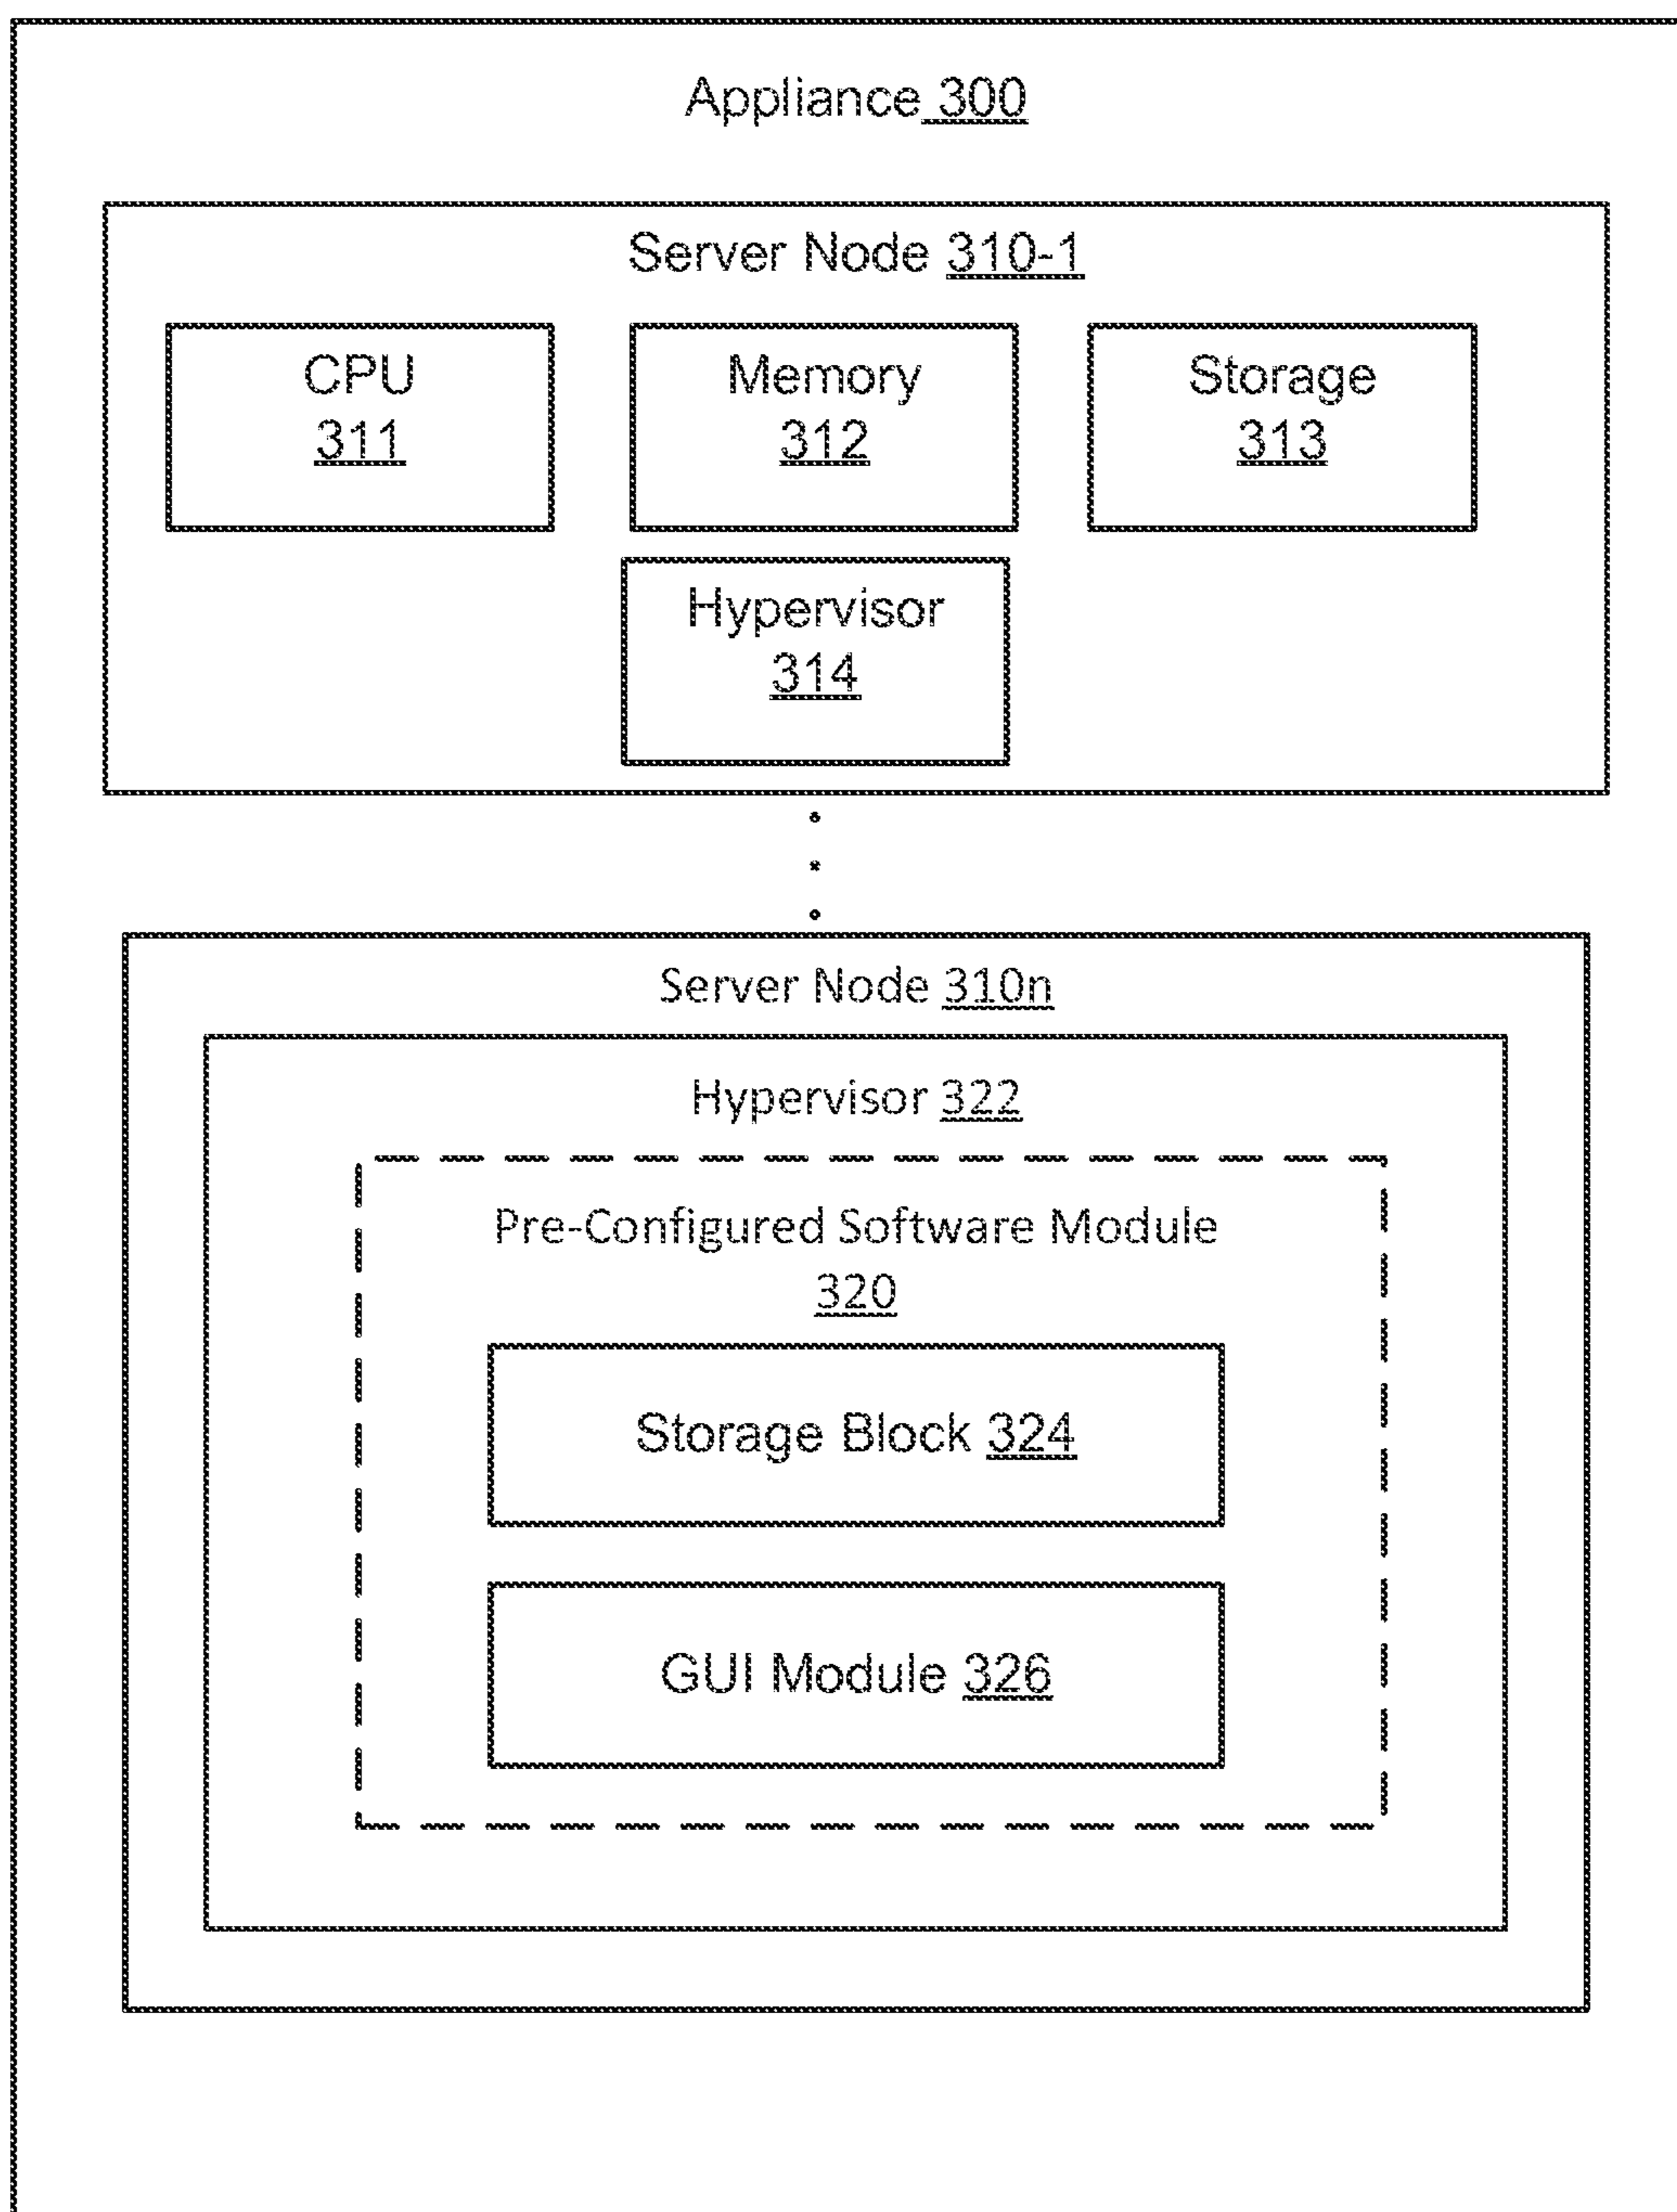 Appliance 300
Server Node 310-1
CPU
311
Memory
312
Storage
313
Hypervisor
314
Server Node 310n
Hypervisor 322
Pre-Configured Software Module
320
Storage Block 324
GUI Module 326